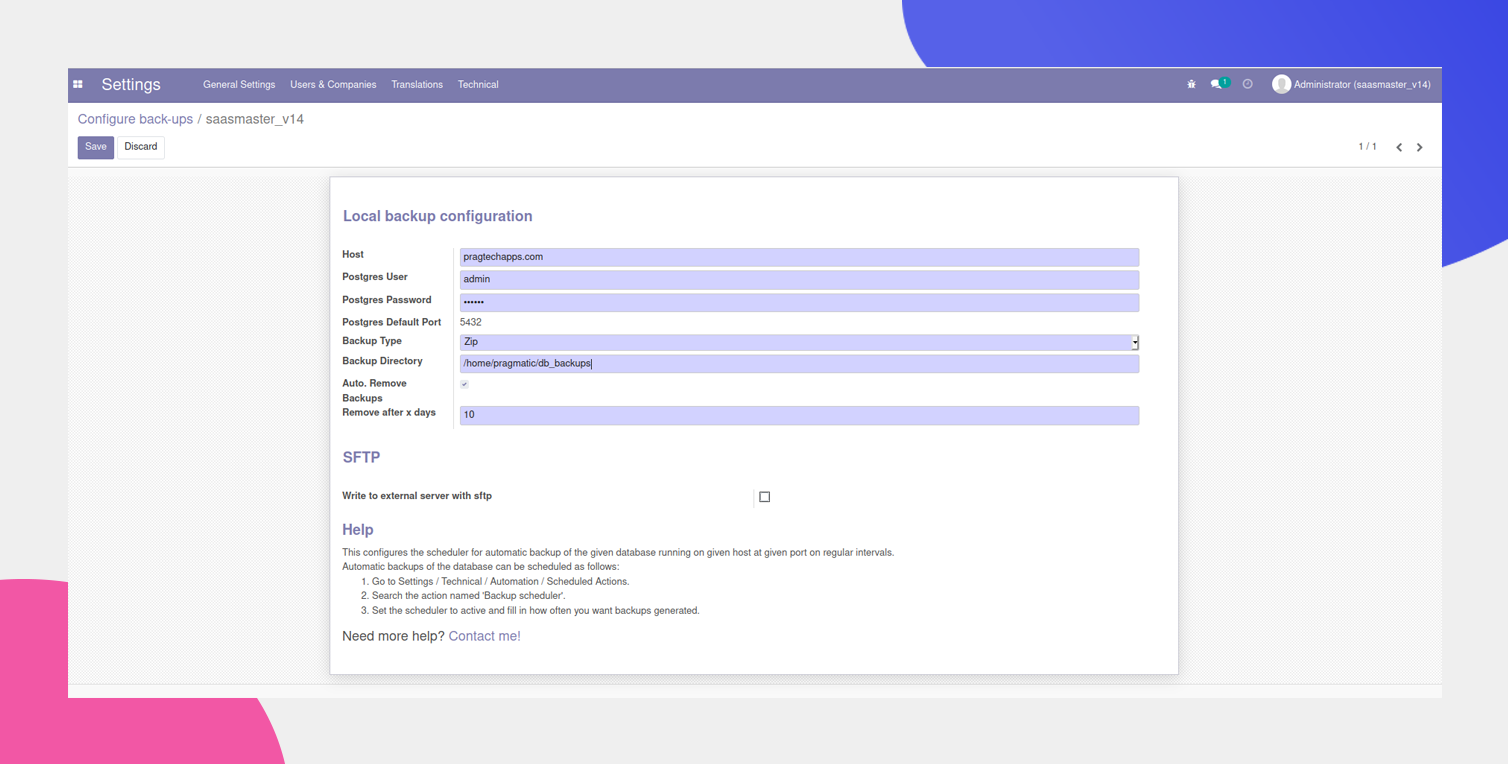 Settings General Settings Users & Companies Translations Technical 1 Administrator (saasmaster_v14)
Configure back-ups / saasmaster_v14
Save Discard 1 / 1
Local backup configuration
Host pragtechapps.com
Postgres User admin
Postgres Password ••••••
Postgres Default Port 5432
Backup Type Zip
Backup Directory /home/pragmatic/db_backups
Auto. Remove
Backups
Remove after x days 10
SFTP
Write to external server with sftp
Help
This configures the scheduler for automatic backup of the given database running on given host at given port on regular intervals.
Automatic backups of the database can be scheduled as follows:
1. Go to Settings / Technical / Automation / Scheduled Actions.
2. Search the action named 'Backup scheduler'.
3. Set the scheduler to active and fill in how often you want backups generated.
Need more help? Contact me!